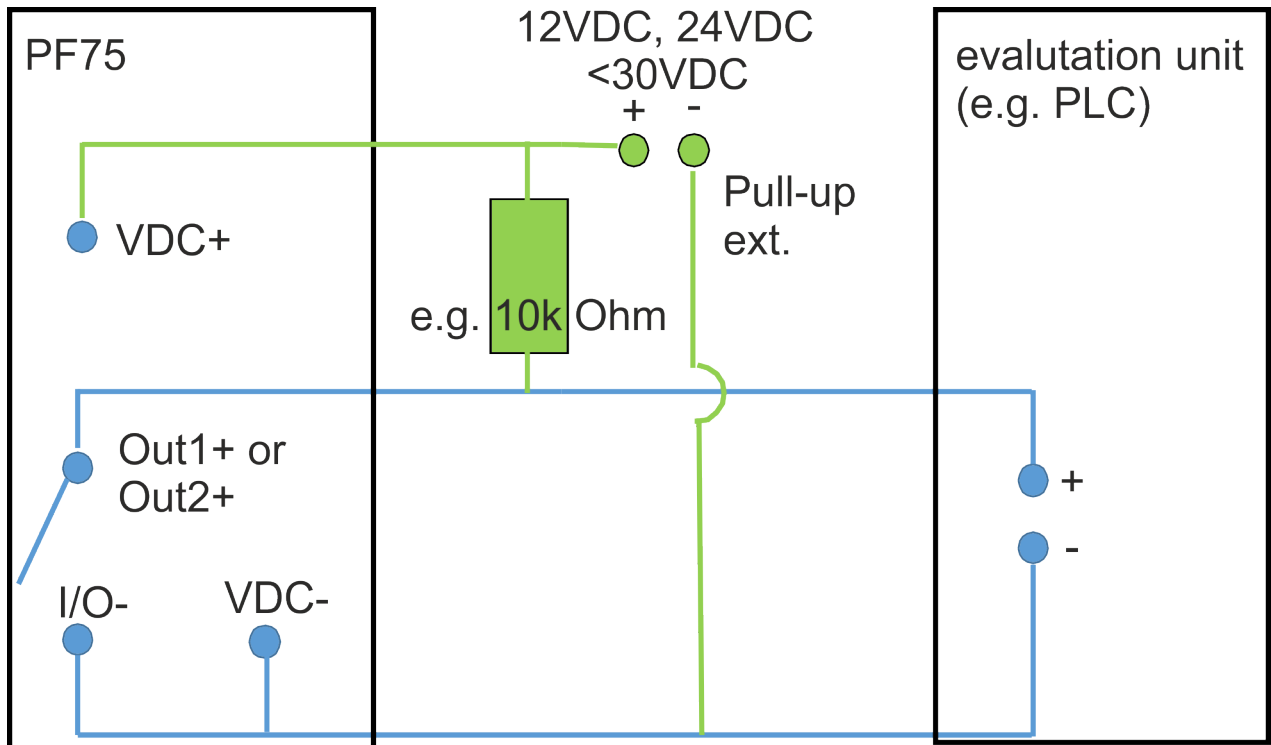 PF75
12VDC, 24VDC
<30VDC
+ -
evalutation unit
(e.g. PLC)
VDC+
Pull-up
ext.
e.g. 10k Ohm
Out1+ or
Out2+
+
-
I/O-
VDC-